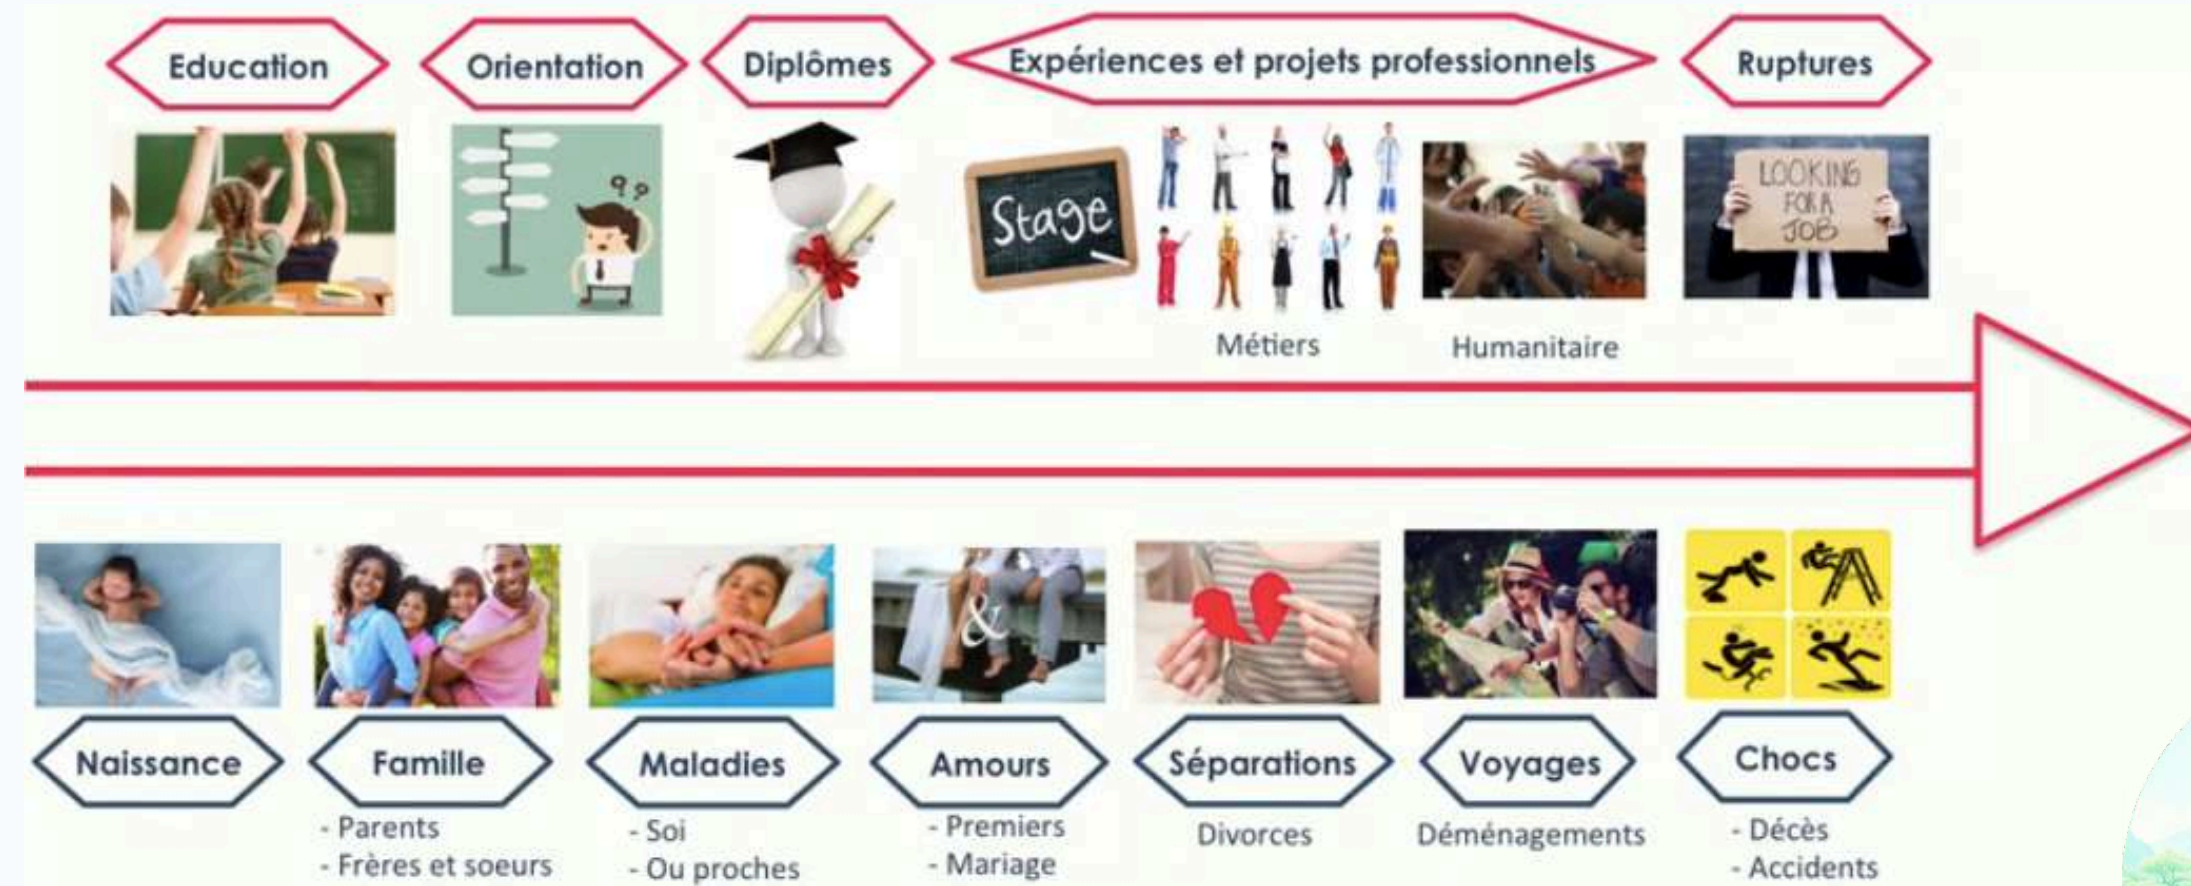 Education
Orientation
Diplômes
Expériences et projets professionnels
Ruptures
Stage
LOOKING
FOR A
JOB
Métiers
Humanitaire
&
Naissance
Famille
Maladies
Amours
Séparations
Voyages
Chocs
- Parents
- Frères et soeurs
- Soi
- Ou proches
- Premiers
- Mariage
Divorces
Déménagements
- Décès
- Accidents